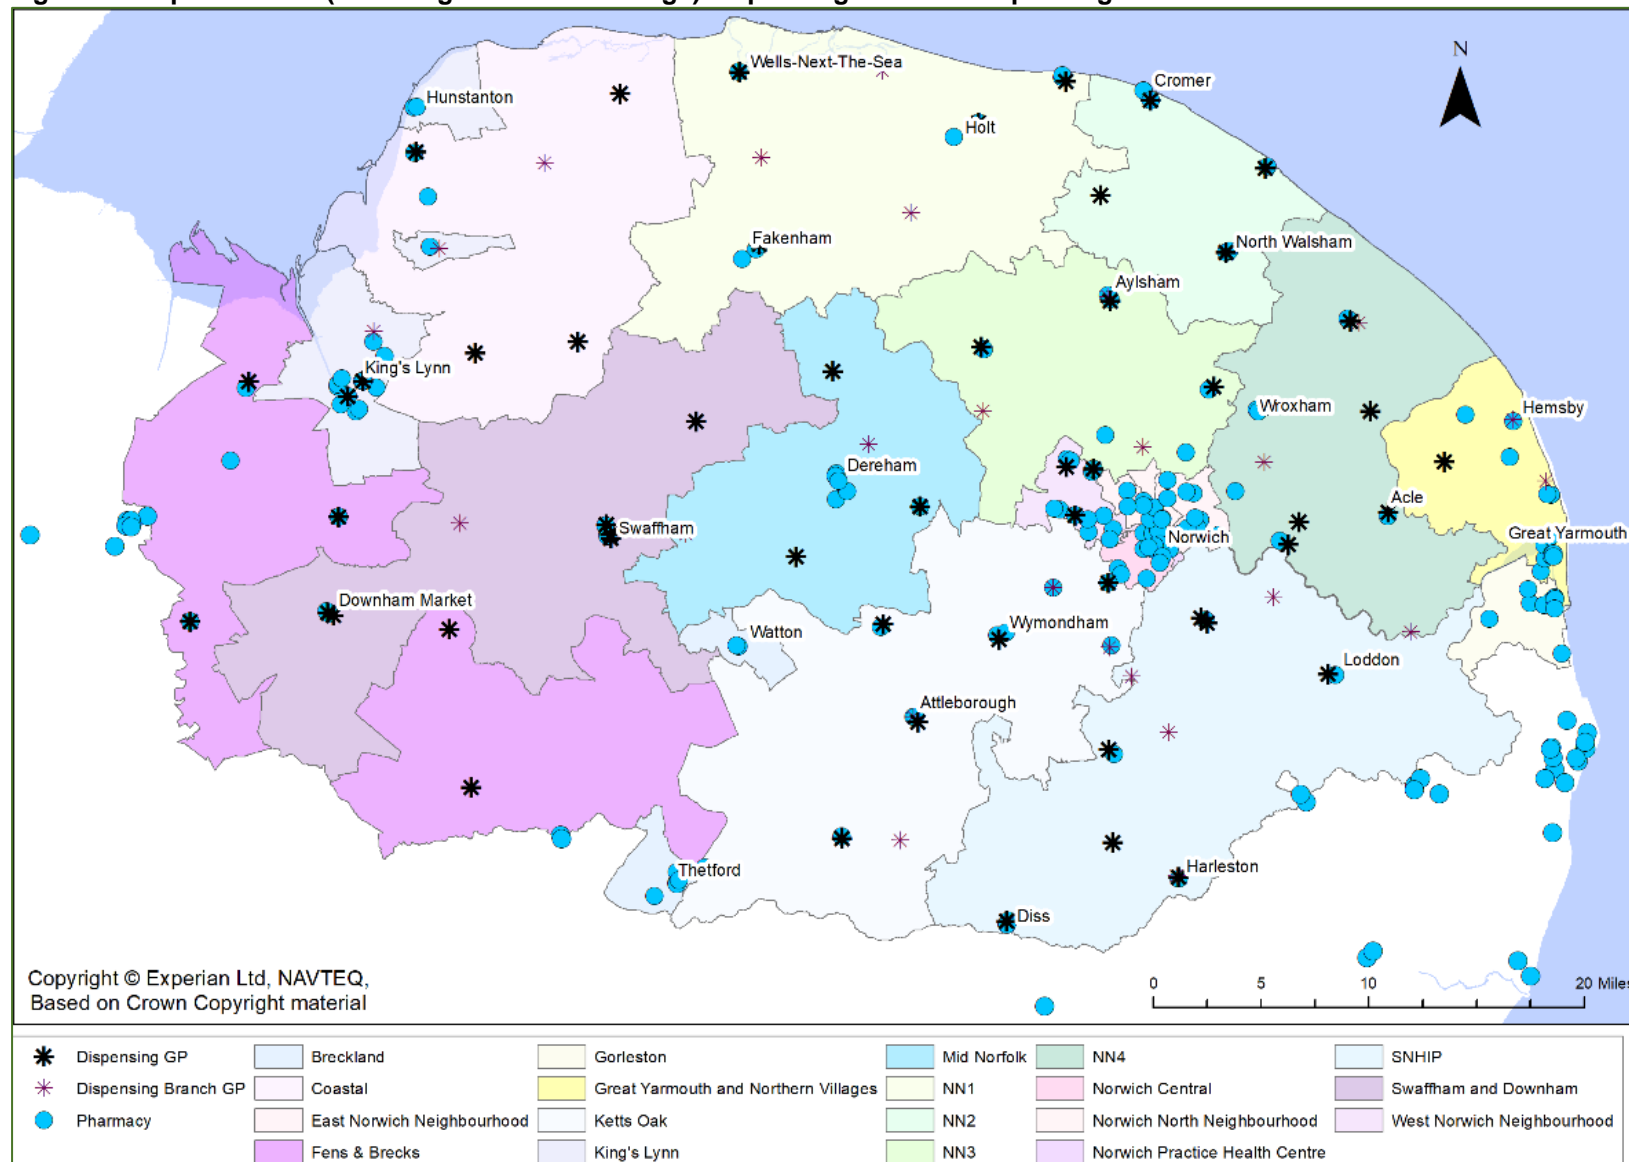 Wells-Next-The-Sea
N
Cromer
Hunstanton
Holt
Fakenham
North Walsham
Aylsham
King's Lynn
Wroxham
Hemsby
Dereham
Acle
Swaffham
Norwich
Great Yarmouth
Downham Market
Watton
Wymondham
Loddon
Attleborough
Thetford
Harleston
Diss
Copyright © Experian Ltd, NAVTEQ,
Based on Crown Copyright material
0 5 10 20 Miles
Dispensing GP
Dispensing Branch GP
Pharmacy
Breckland
Coastal
East Norwich Neighbourhood
Fens & Brecks
Gorleston
Great Yarmouth and Northern Villages
Ketts Oak
King's Lynn
Mid Norfolk
NN1
NN2
NN3
NN4
Norwich Central
Norwich North Neighbourhood
Norwich Practice Health Centre
SNHIP
Swaffham and Downham
West Norwich Neighbourhood